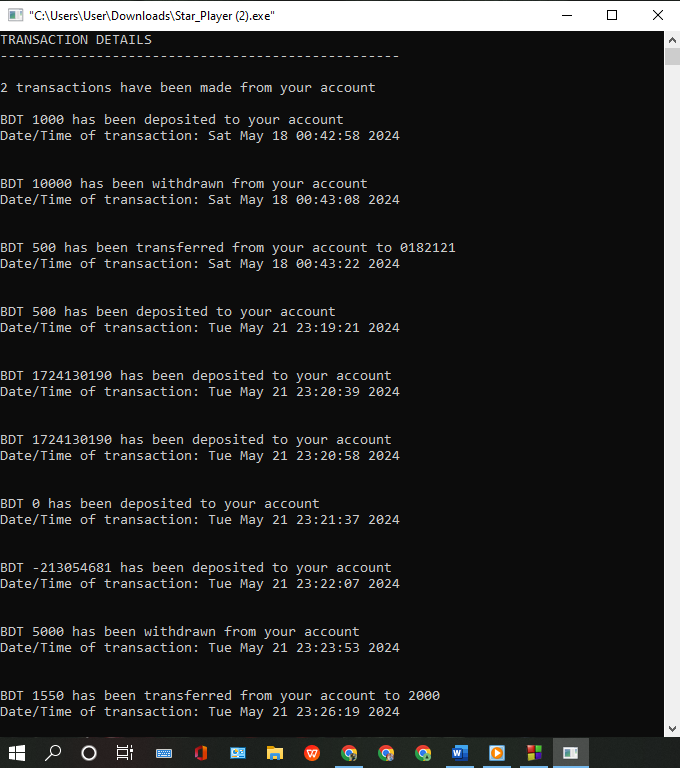 "C:\Users\User\Downloads\Star_Player (2).exe"
TRANSACTION DETAILS
--------------------------------------------------
2 transactions have been made from your account
BDT 1000 has been deposited to your account
Date/Time of transaction: Sat May 18 00:42:58 2024
BDT 10000 has been withdrawn from your account
Date/Time of transaction: Sat May 18 00:43:08 2024
BDT 500 has been transferred from your account to 0182121
Date/Time of transaction: Sat May 18 00:43:22 2024
BDT 500 has been deposited to your account
Date/Time of transaction: Tue May 21 23:19:21 2024
BDT 1724130190 has been deposited to your account
Date/Time of transaction: Tue May 21 23:20:39 2024
BDT 1724130190 has been deposited to your account
Date/Time of transaction: Tue May 21 23:20:58 2024
BDT 0 has been deposited to your account
Date/Time of transaction: Tue May 21 23:21:37 2024
BDT -213054681 has been deposited to your account
Date/Time of transaction: Tue May 21 23:22:07 2024
BDT 5000 has been withdrawn from your account
Date/Time of transaction: Tue May 21 23:23:53 2024
BDT 1550 has been transferred from your account to 2000
Date/Time of transaction: Tue May 21 23:26:19 2024